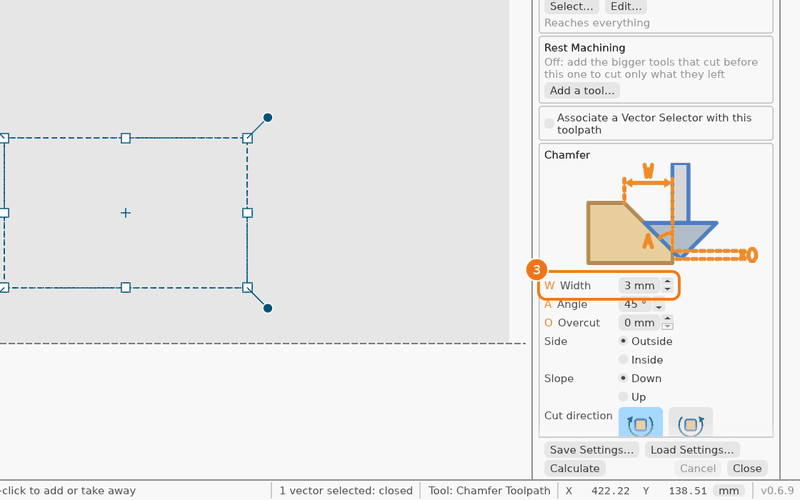 Select... Edit...
Reaches everything
Rest Machining
Off: add the bigger tools that cut before
this one to cut only what they left
Add a tool...
Associate a Vector Selector with this
toolpath
Chamfer
W
A
O
3
W Width 3 mm
A Angle 45 °
O Overcut 0 mm
Side Outside
Inside
Slope Down
Up
Cut direction
Save Settings... Load Settings...
Calculate Cancel Close
-click to add or take away 1 vector selected: closed Tool: Chamfer Toolpath X 422.22 Y 138.51 mm v0.6.9